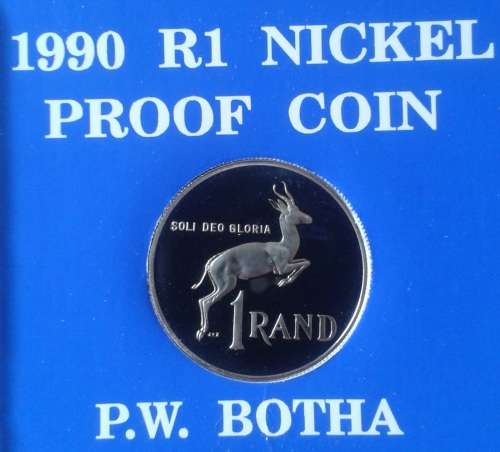 1990 R1 NICKEL
PROOF COIN
SOLI DEO GLORIA
1 RAND
P.W. BOTHA